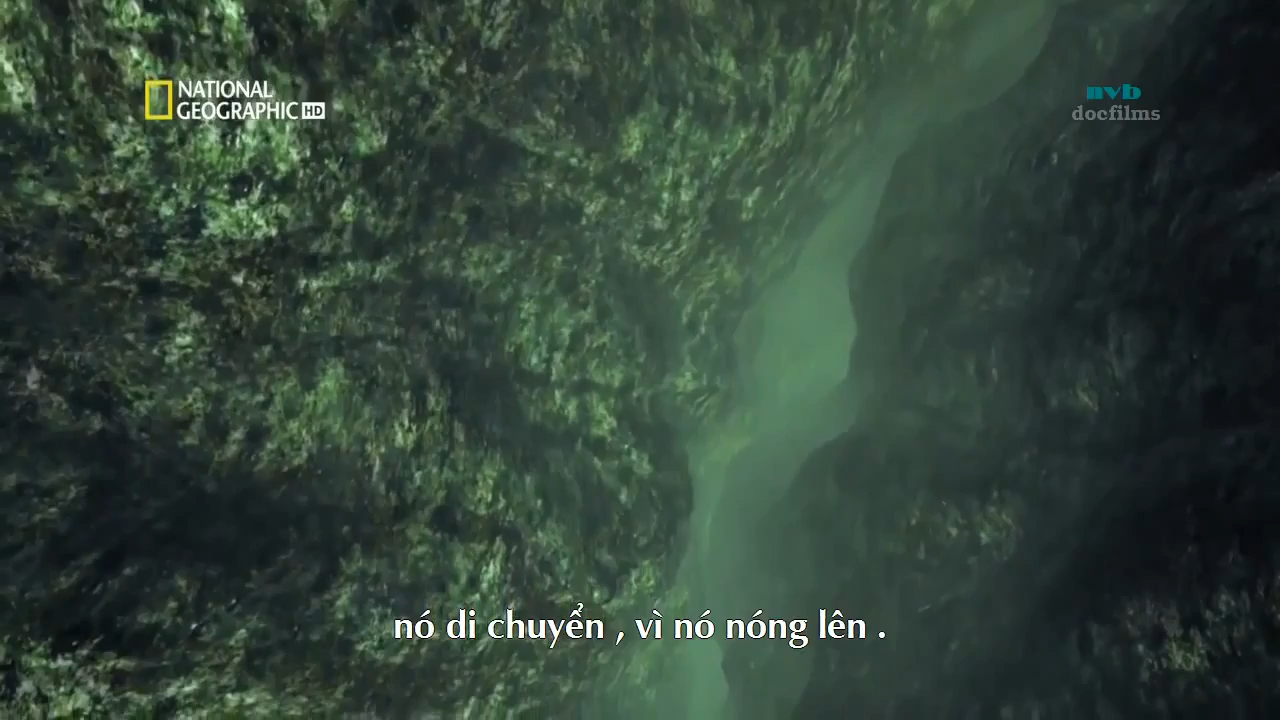 NATIONAL
GEOGRAPHIC HD
nvb
docfilms
nó di chuyển , vì nó nóng lên .